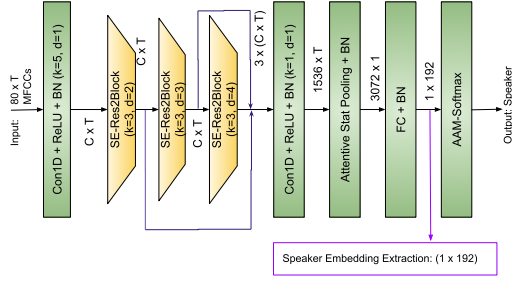 Input: | 80 x T
MFCCs
Con1D + ReLU + BN (k=5, d=1)
C x T
SE-Res2Block
(k=3, d=2)
C x T
SE-Res2Block
(k=3, d=3)
C x T
SE-Res2Block
(k=3, d=4)
3 x (C x T)
Con1D + ReLU + BN (k=1, d=1)
1536 x T
Attentive Stat Pooling + BN
3072 x 1
FC + BN
1 x 192
AAM-Softmax
Output: Speaker
Speaker Embedding Extraction: (1 x 192)